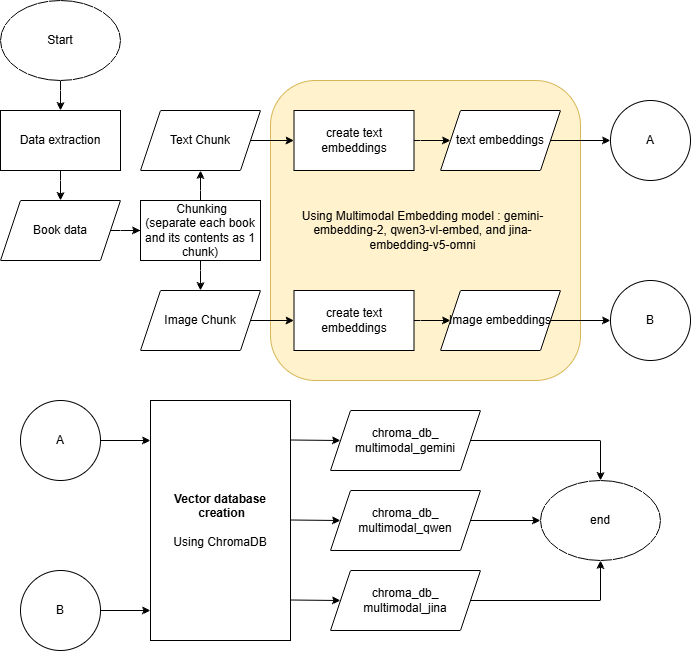 Start
Data extraction
Text Chunk
create text
embeddings
text embeddings
A
Book data
Chunking
(separate each book
and its contents as 1
chunk)
Using Multimodal Embedding model : gemini-
embedding-2, qwen3-vl-embed, and jina-
embedding-v5-omni
Image Chunk
create text
embeddings
Image embeddings
B
A
Vector database
creation
Using ChromaDB
B
chroma_db_
multimodal_gemini
chroma_db_
multimodal_qwen
chroma_db_
multimodal_jina
end